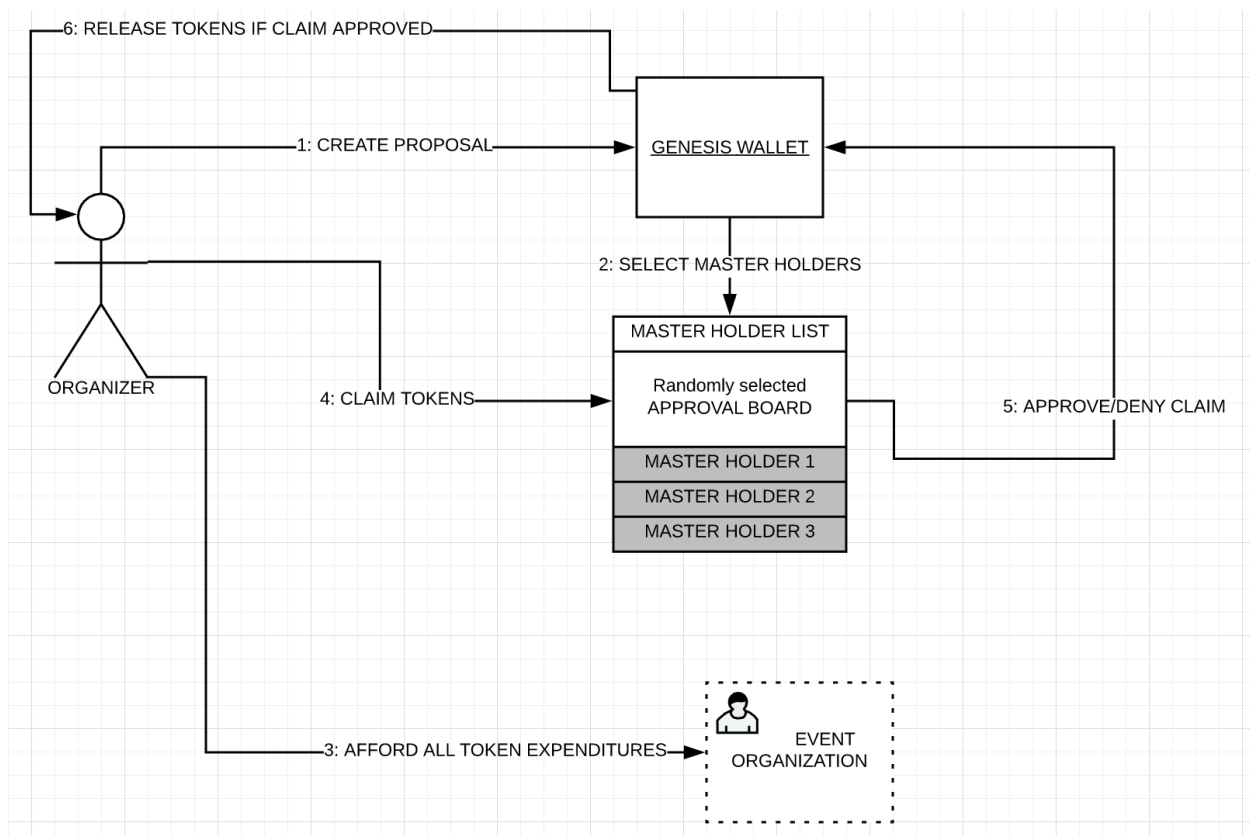 6: RELEASE TOKENS IF CLAIM APPROVED
1: CREATE PROPOSAL
GENESIS WALLET
2: SELECT MASTER HOLDERS
MASTER HOLDER LIST
Randomly selected
APPROVAL BOARD
ORGANIZER
4: CLAIM TOKENS
5: APPROVE/DENY CLAIM
MASTER HOLDER 1
MASTER HOLDER 2
MASTER HOLDER 3
3: AFFORD ALL TOKEN EXPENDITURES
EVENT
ORGANIZATION